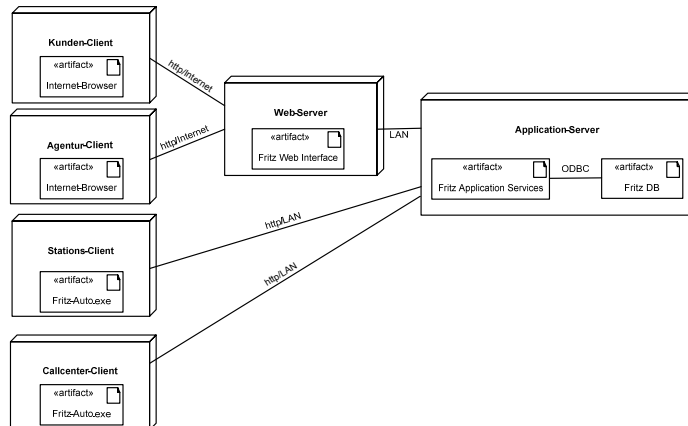 Kunden-Client
«artifact»
Internet-Browser
http/Internet
Agentur-Client
«artifact»
Internet-Browser
http/Internet
Web-Server
«artifact»
Fritz Web Interface
LAN
Application-Server
«artifact»
Fritz Application Services
ODBC
«artifact»
Fritz DB
Stations-Client
«artifact»
Fritz-Auto.exe
http/LAN
Callcenter-Client
«artifact»
Fritz-Auto.exe
http/LAN